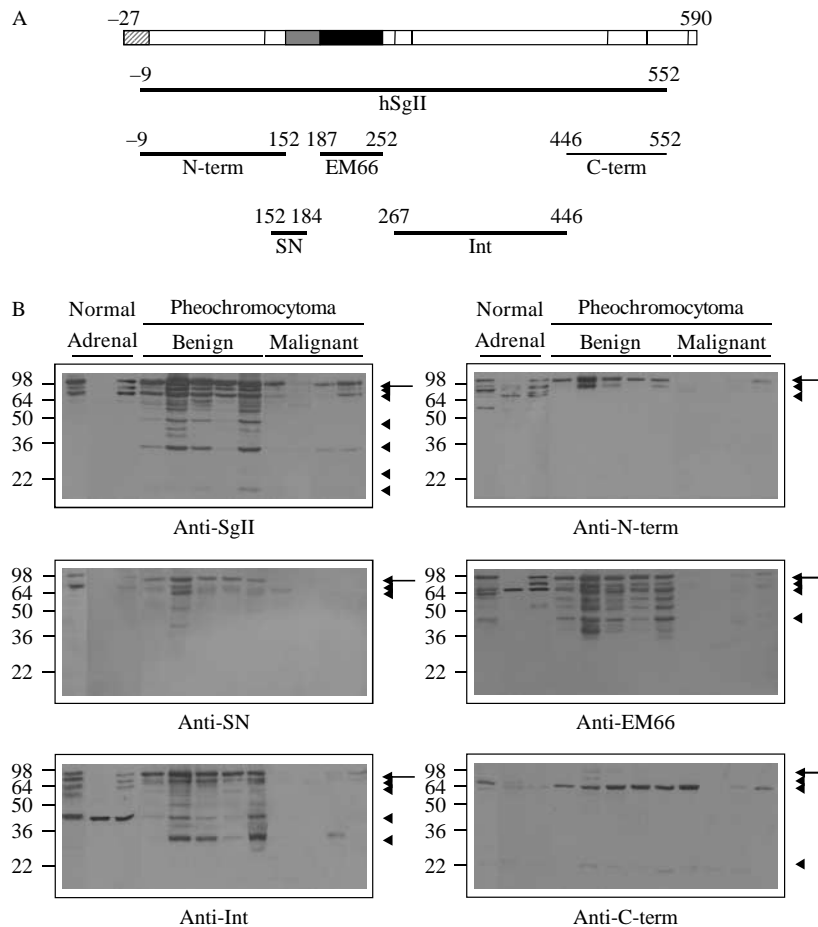 A
–27 590
–9 552
hSgII
–9 152 187 252 446 552
N-term EM66 C-term
152 184 267 446
SN Int
B
Normal Pheochromocytoma
Adrenal Benign Malignant
98
64
50
36
22
Anti-SgII
Normal Pheochromocytoma
Adrenal Benign Malignant
98
64
50
36
22
Anti-N-term
98
64
50
36
22
Anti-SN
98
64
50
36
22
Anti-EM66
98
64
50
36
22
Anti-Int
98
64
50
36
22
Anti-C-term